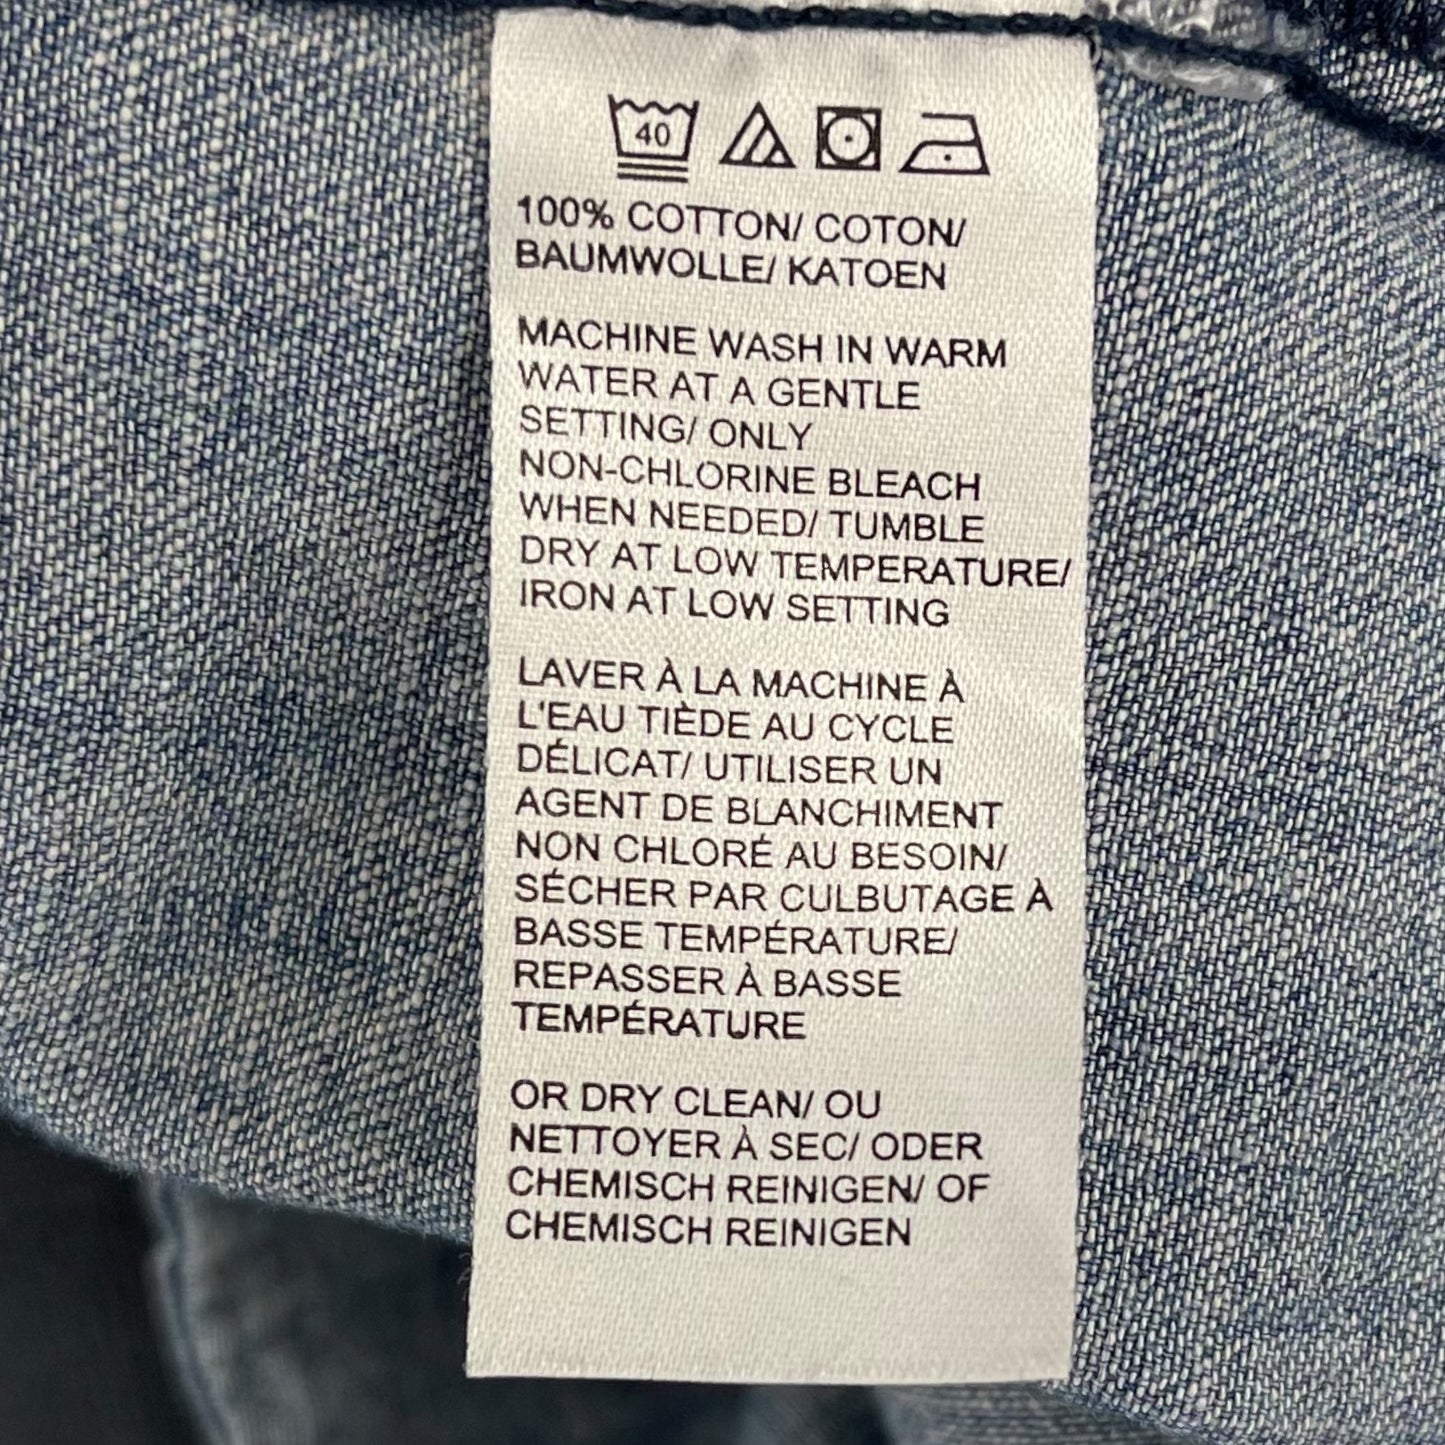 40
100% COTTON/ COTON/
BAUMWOLLE/ KATOEN
MACHINE WASH IN WARM
WATER AT A GENTLE
SETTING/ ONLY
NON-CHLORINE BLEACH
WHEN NEEDED/ TUMBLE
DRY AT LOW TEMPERATURE/
IRON AT LOW SETTING
LAVER À LA MACHINE À
L'EAU TIÈDE AU CYCLE
DÉLICAT/ UTILISER UN
AGENT DE BLANCHIMENT
NON CHLORÉ AU BESOIN/
SÉCHER PAR CULBUTAGE À
BASSE TEMPÉRATURE/
REPASSER À BASSE
TEMPÉRATURE
OR DRY CLEAN/ OU
NETTOYER À SEC/ ODER
CHEMISCH REINIGEN/ OF
CHEMISCH REINIGEN